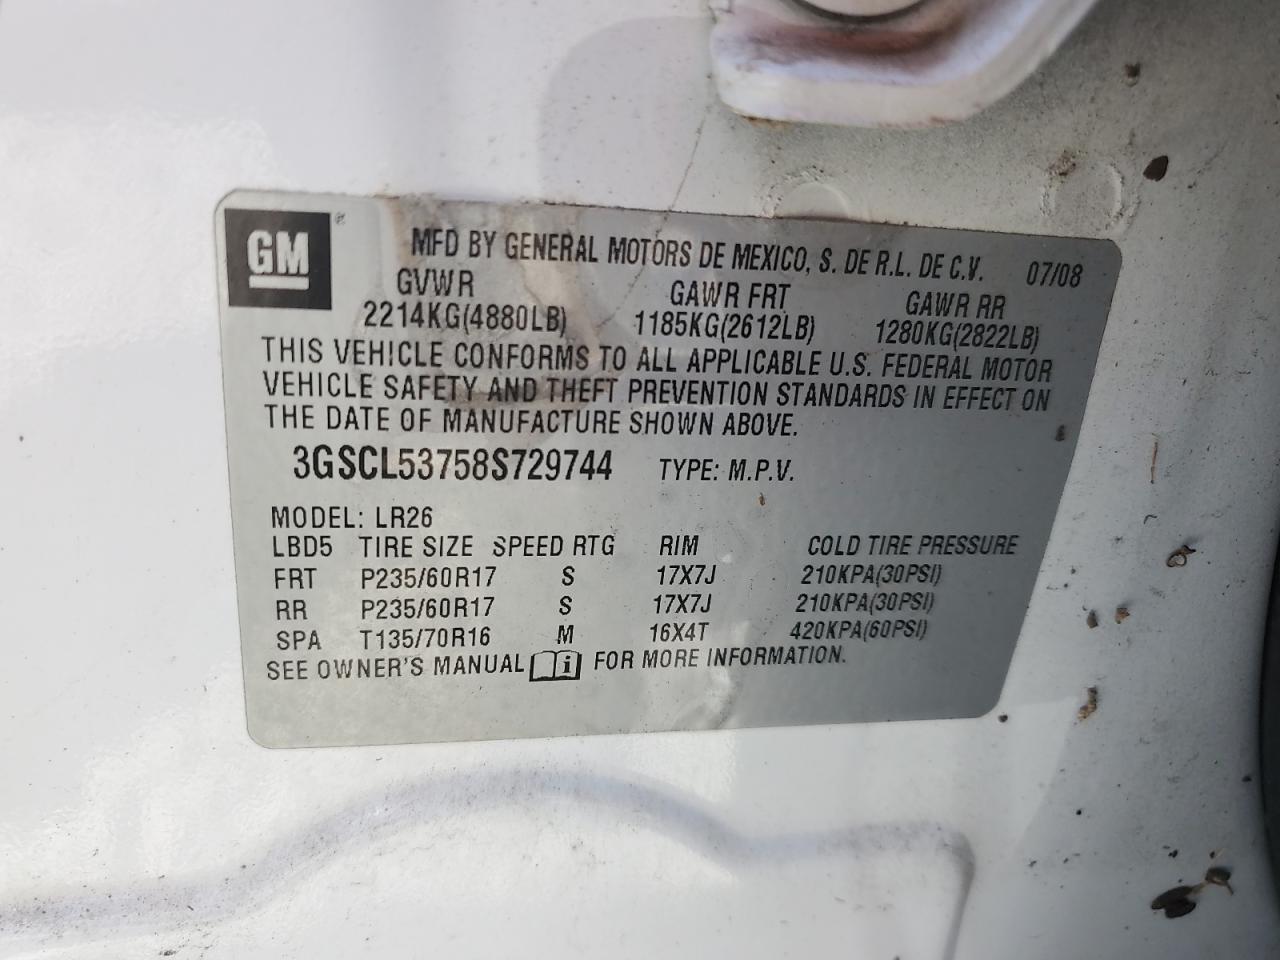 GM ®
MFD BY GENERAL MOTORS DE MEXICO, S. DE R.L. DE C.V. 07/08
GVWR GAWR FRT GAWR RR
2214KG(4880LB) 1185KG(2612LB) 1280KG(2822LB)
THIS VEHICLE CONFORMS TO ALL APPLICABLE U.S. FEDERAL MOTOR
VEHICLE SAFETY AND THEFT PREVENTION STANDARDS IN EFFECT ON
THE DATE OF MANUFACTURE SHOWN ABOVE.
3GSCL53758S729744 TYPE: M.P.V.
MODEL: LR26
LBD5 TIRE SIZE SPEED RTG RIM COLD TIRE PRESSURE
FRT P235/60R17 S 17X7J 210KPA(30PSI)
RR P235/60R17 S 17X7J 210KPA(30PSI)
SPA T135/70R16 M 16X4T 420KPA(60PSI)
SEE OWNER'S MANUAL i FOR MORE INFORMATION.